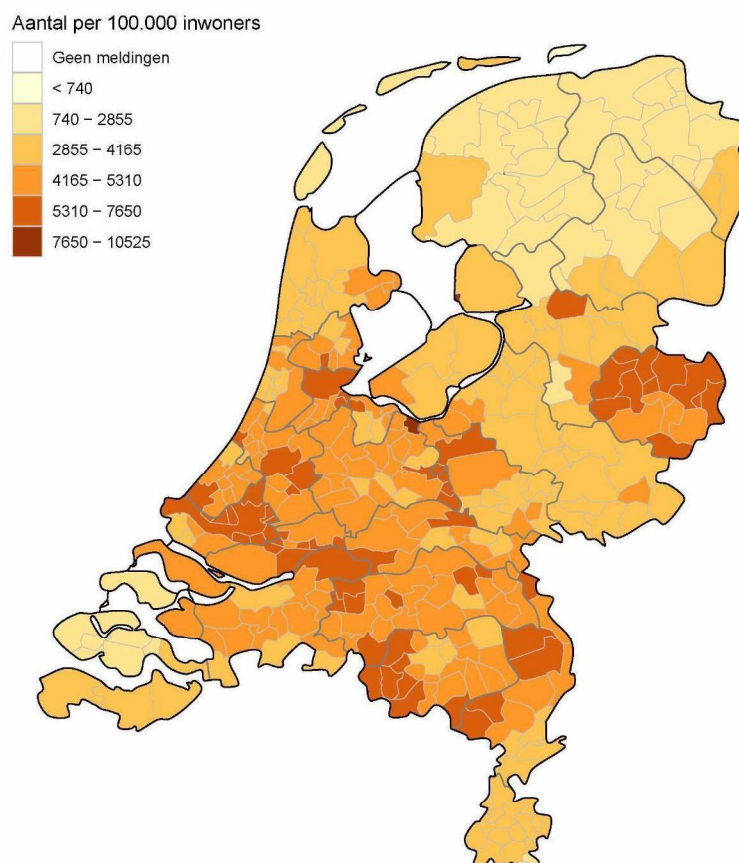 Aantal per 100.000 inwoners
Geen meldingen
< 740
740 – 2855
2855 – 4165
4165 – 5310
5310 – 7650
7650 – 10525